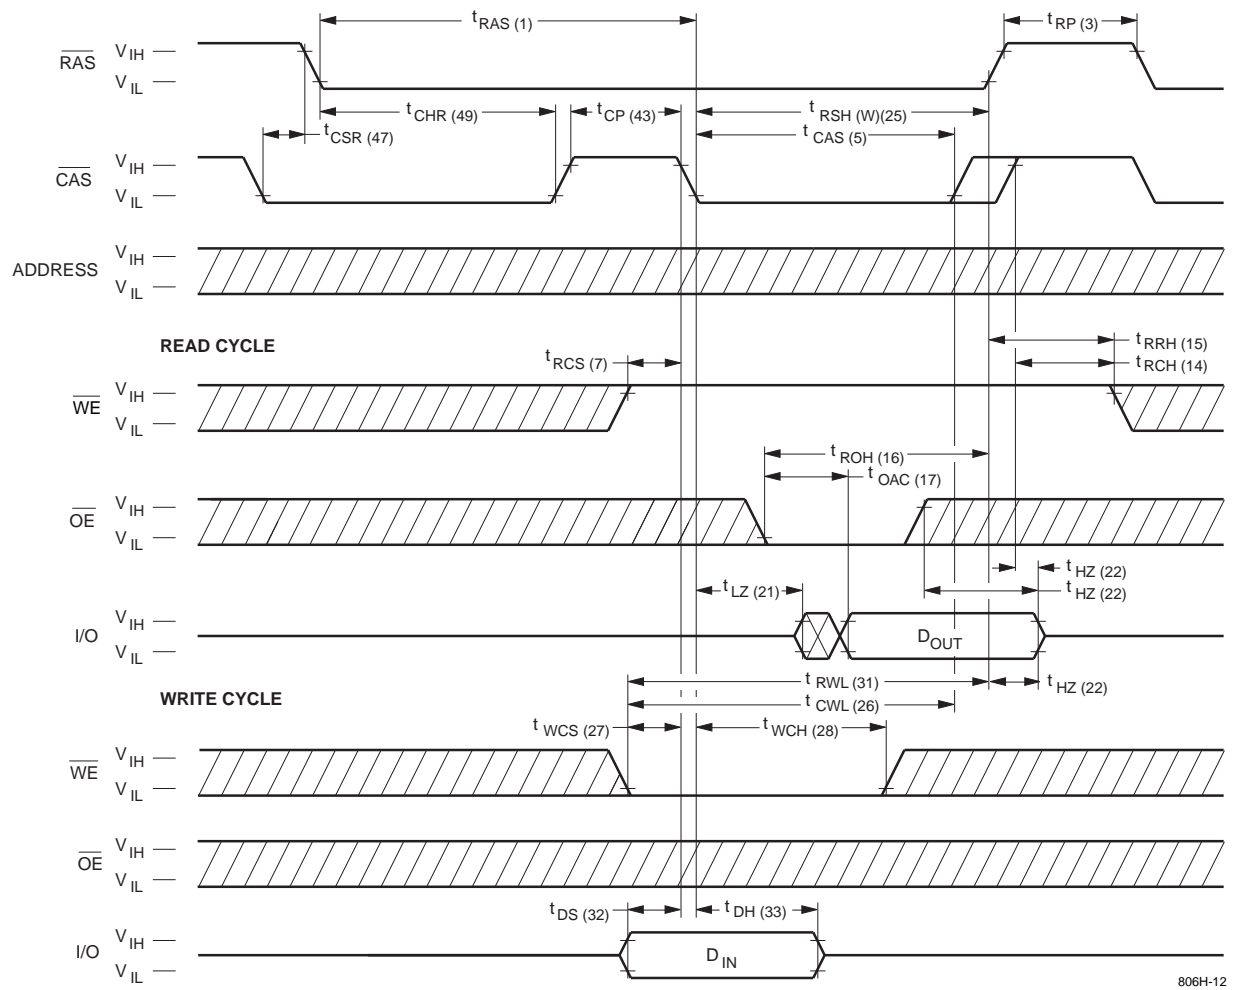 t RAS (1)
t RP (3)
RAS
V IH
V IL
t CHR (49)
t CP (43)
t RSH (W)(25)
t CSR (47)
t CAS (5)
CAS
V IH
V IL
ADDRESS
V IH
V IL
READ CYCLE
t RCS (7)
t RRH (15)
t RCH (14)
WE
V IH
V IL
t ROH (16)
t OAC (17)
OE
V IH
V IL
t HZ (22)
t LZ (21)
t HZ (22)
I/O
V IH
V IL
D OUT
WRITE CYCLE
t RWL (31)
t HZ (22)
t CWL (26)
t WCS (27)
t WCH (28)
WE
V IH
V IL
OE
V IH
V IL
t DS (32)
t DH (33)
I/O
V IH
V IL
D IN
806H-12